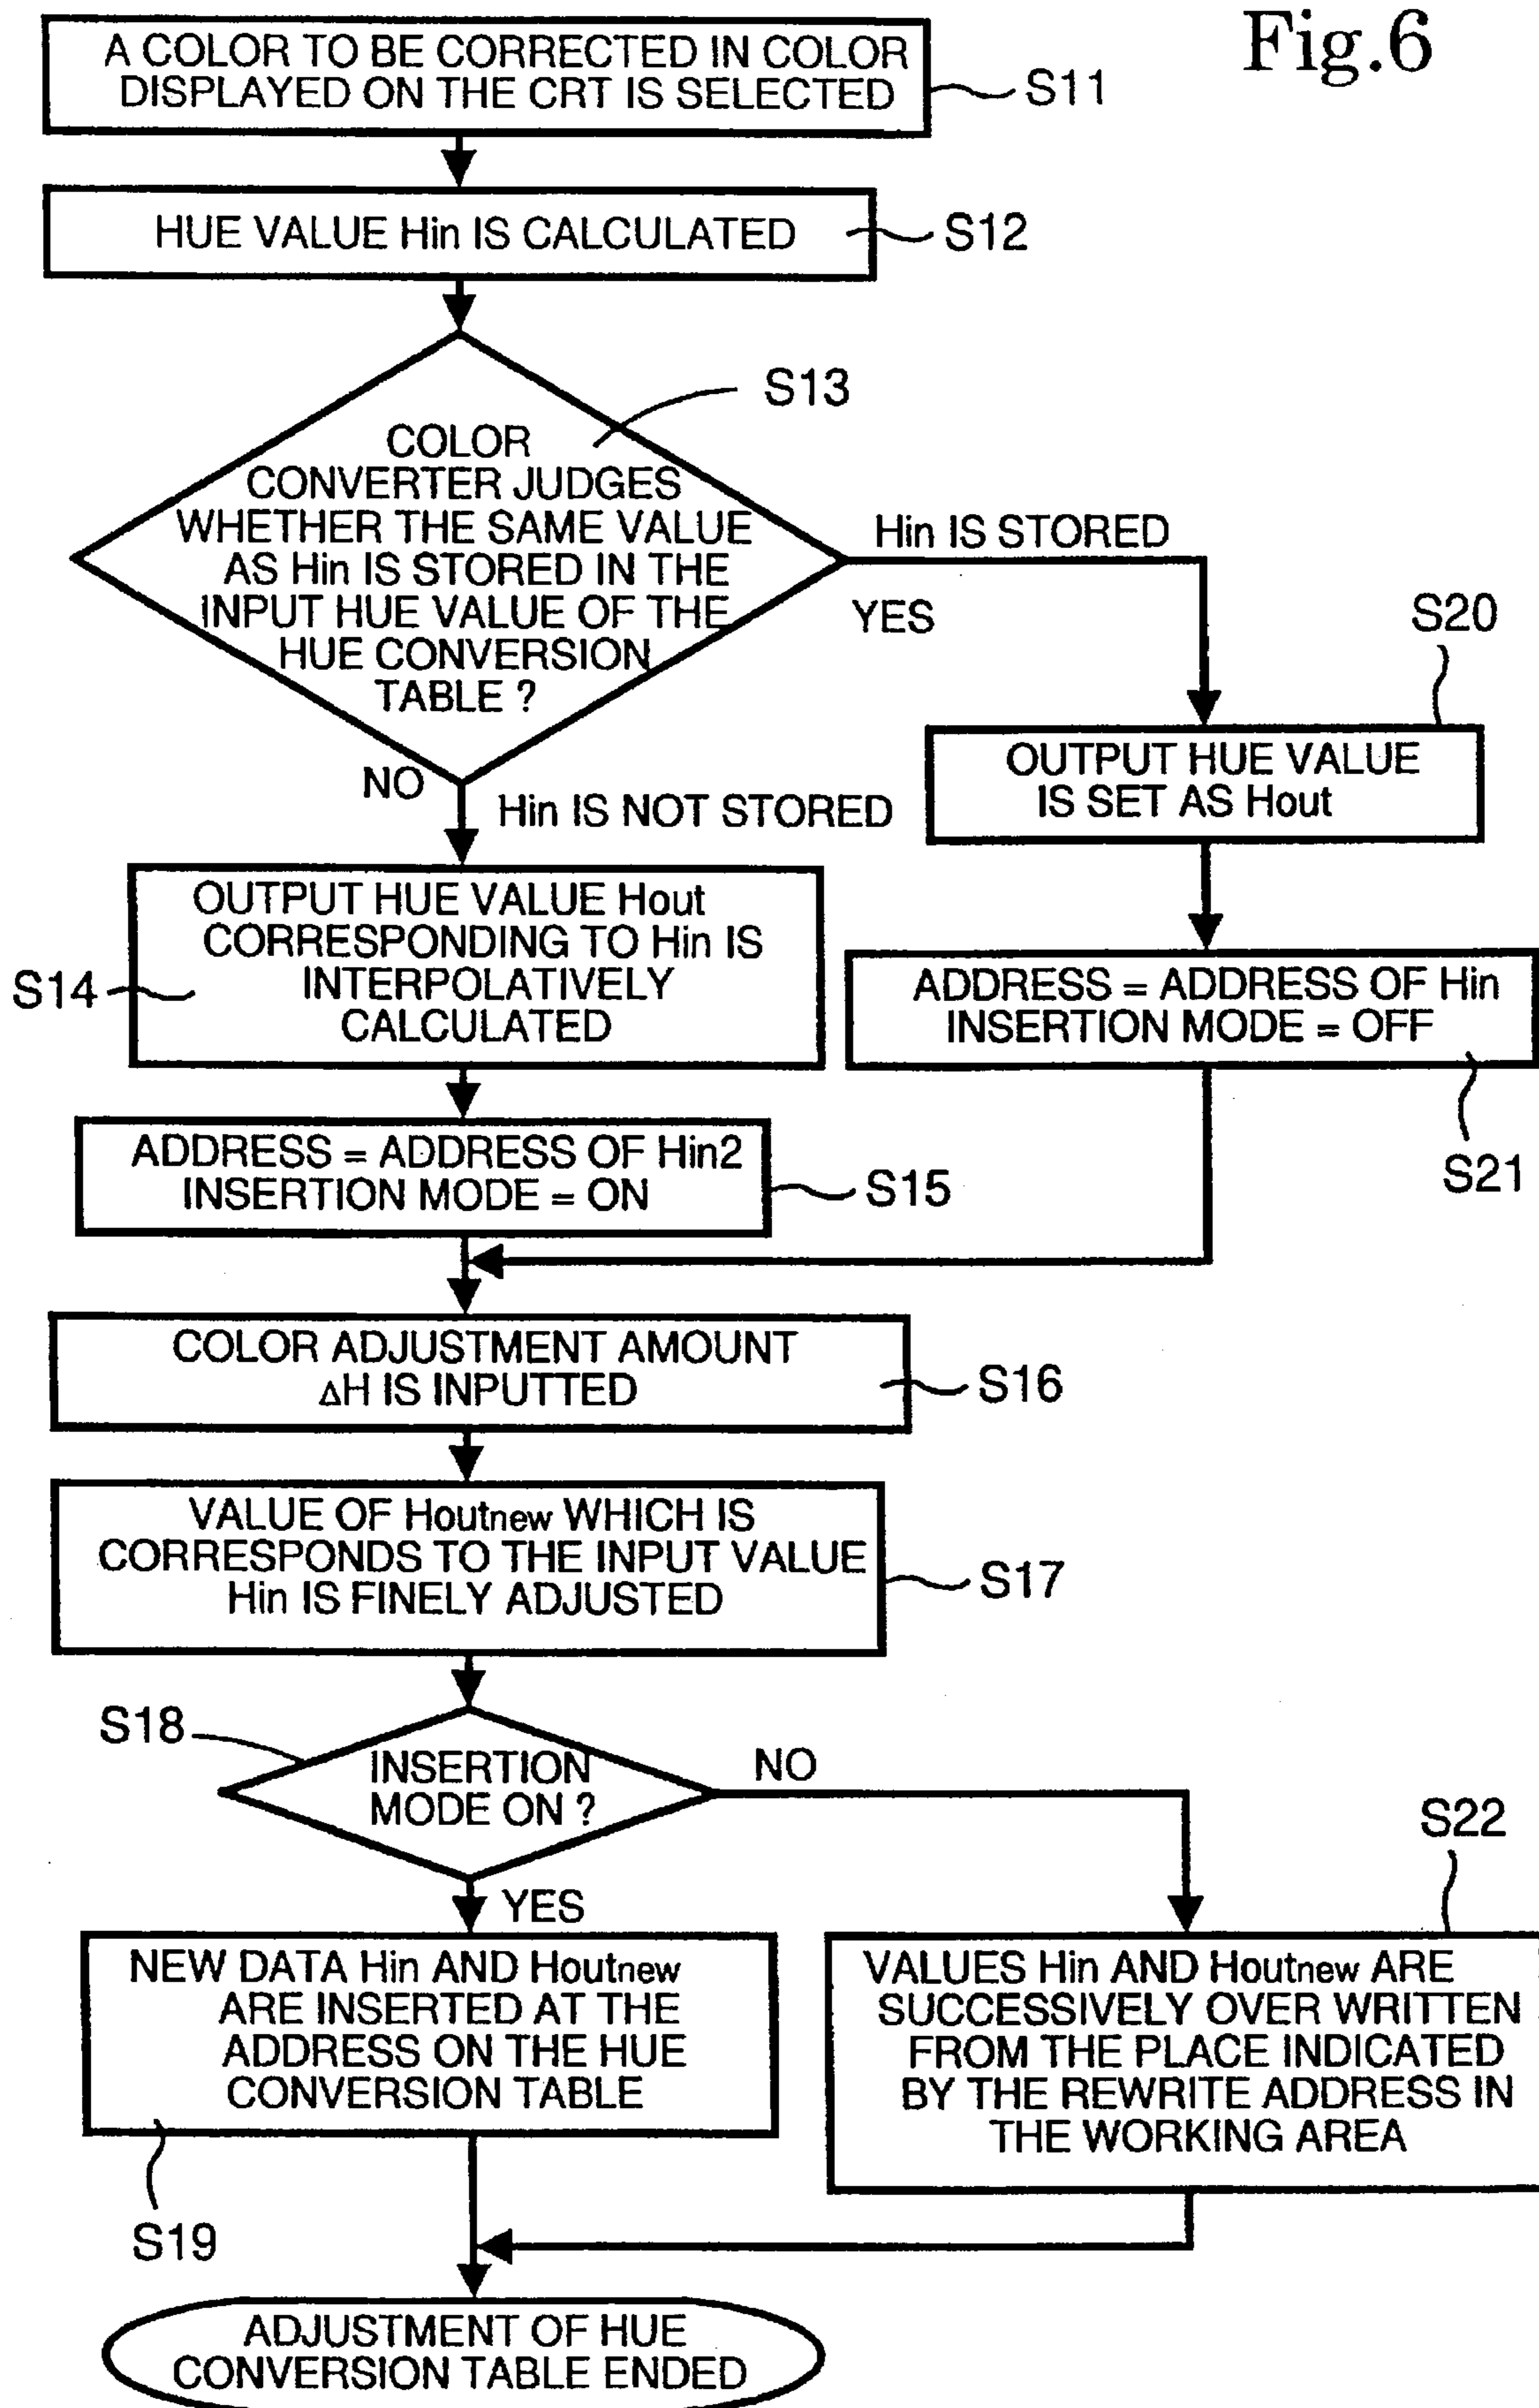 Fig.6
A COLOR TO BE CORRECTED IN COLOR
DISPLAYED ON THE CRT IS SELECTED
S11
HUE VALUE Hin IS CALCULATED
S12
S13
COLOR
CONVERTER JUDGES
WHETHER THE SAME VALUE
AS Hin IS STORED IN THE
INPUT HUE VALUE OF THE
HUE CONVERSION
TABLE ?
Hin IS STORED
YES
NO
Hin IS NOT STORED
S20
OUTPUT HUE VALUE
IS SET AS Hout
S14
OUTPUT HUE VALUE Hout
CORRESPONDING TO Hin IS
INTERPOLATIVELY
CALCULATED
ADDRESS = ADDRESS OF Hin
INSERTION MODE = OFF
S21
ADDRESS = ADDRESS OF Hin2
INSERTION MODE = ON
S15
COLOR ADJUSTMENT AMOUNT
ΔH IS INPUTTED
S16
VALUE OF Houtnew WHICH IS
CORRESPONDS TO THE INPUT VALUE
Hin IS FINELY ADJUSTED
S17
S18
INSERTION
MODE ON ?
NO
YES
S22
NEW DATA Hin AND Houtnew
ARE INSERTED AT THE
ADDRESS ON THE HUE
CONVERSION TABLE
S19
VALUES Hin AND Houtnew ARE
SUCCESSIVELY OVER WRITTEN
FROM THE PLACE INDICATED
BY THE REWRITE ADDRESS IN
THE WORKING AREA
ADJUSTMENT OF HUE
CONVERSION TABLE ENDED